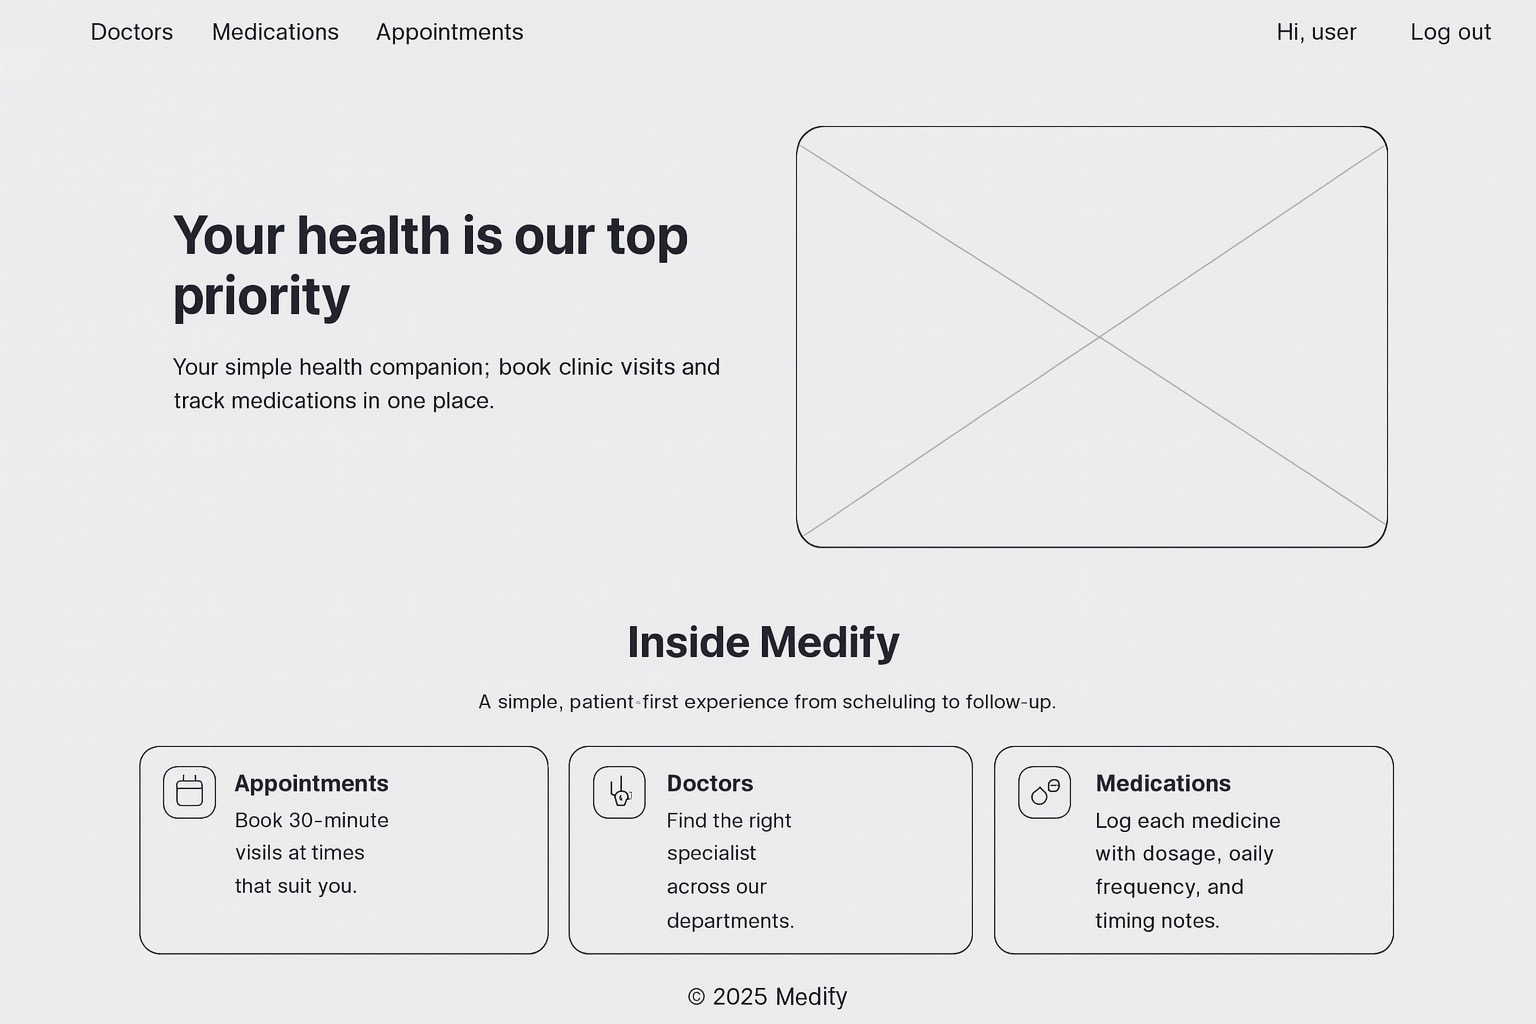 Doctors Medications Appointments Hi, user Log out
Your health is our top
priority
Your simple health companion; book clinic visits and
track medications in one place.
Inside Medify
A simple, patient-first experience from scheluling to follow-up.
Appointments
Book 30-minute
visils at times
that suit you.
Doctors
Find the right
specialist
across our
departments.
Medications
Log each medicine
with dosage, oaily
frequency, and
timing notes.
© 2025 Medify